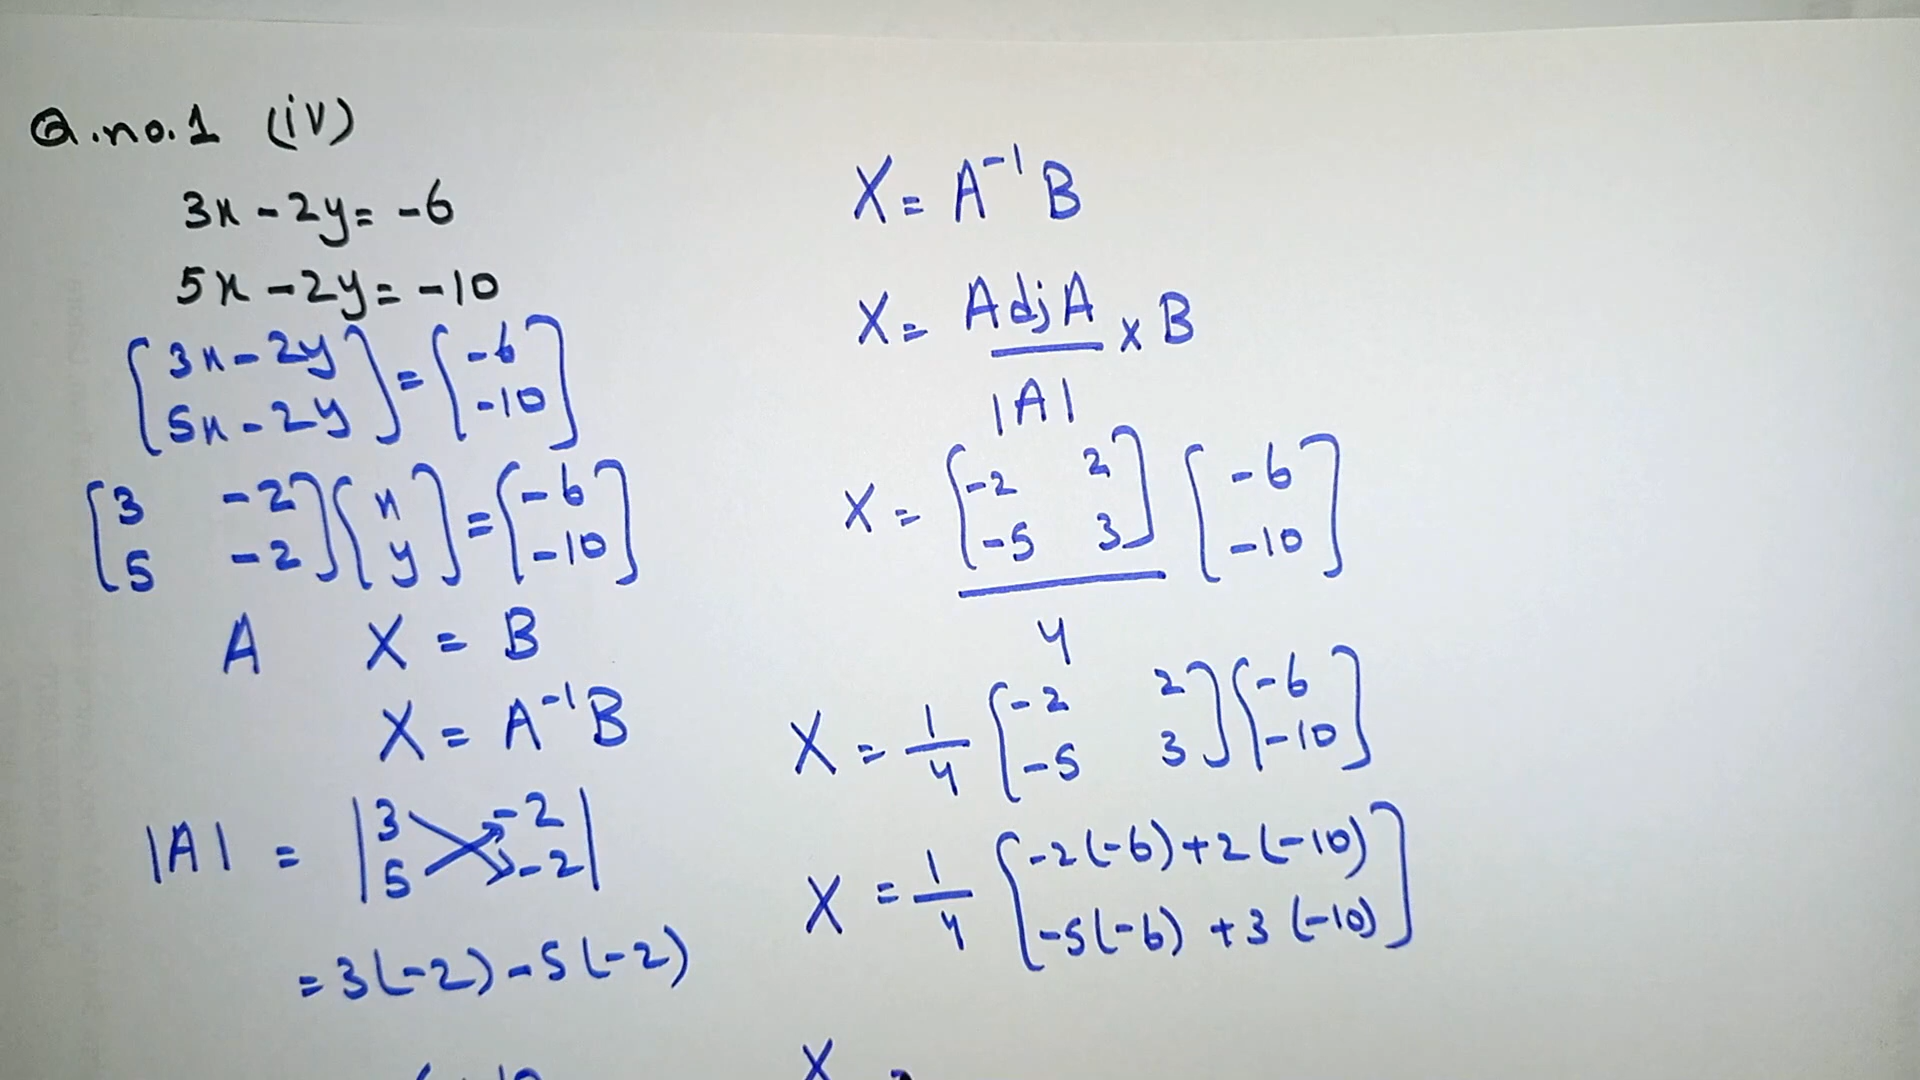 Q.no.1 (iv)
3x-2y=-6
5x-2y=-10
[3x-2y] = [-6]
[5x-2y]   [-10]
[3 -2] [x] = [-6]
[5 -2] [y]   [-10]
A X = B
X = A⁻¹B
|A| = |3 -2|
|5 -2|
= 3(-2)-5(-2)
X = A⁻¹B
X = AdjA × B
|A|
X = [-2 2] [-6]
[-5 3] [-10]
4
X = 1/4 [-2 2] [-6]
[-5 3] [-10]
X = 1/4 [-2(-6)+2(-10)]
[-5(-6)+3(-10)]
X